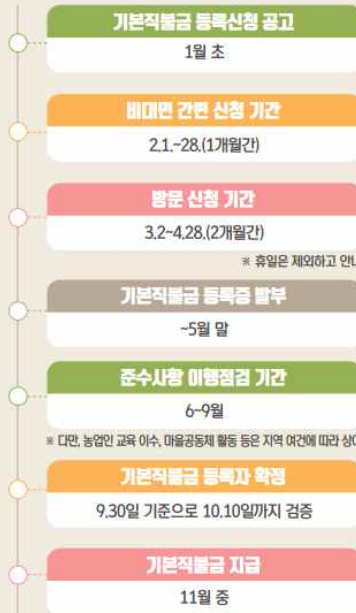 기본직불금 등록신청 공고
1월 초
비대면 간편 신청 기간
2.1.~28.(1개월간)
방문 신청 기간
3.2~4.28.(2개월간)
※ 휴일은 제외하고 안내
기본직불금 등록증 발부
~5월 말
준수사항 이행점검 기간
6~9월
※ 다만, 농업인 교육 이수, 마을공동체 활동 등은 지역 여건에 따라 상이
기본직불금 등록자 확정
9.30일 기준으로 10.10일까지 검증
기본직불금 지급
11월 중